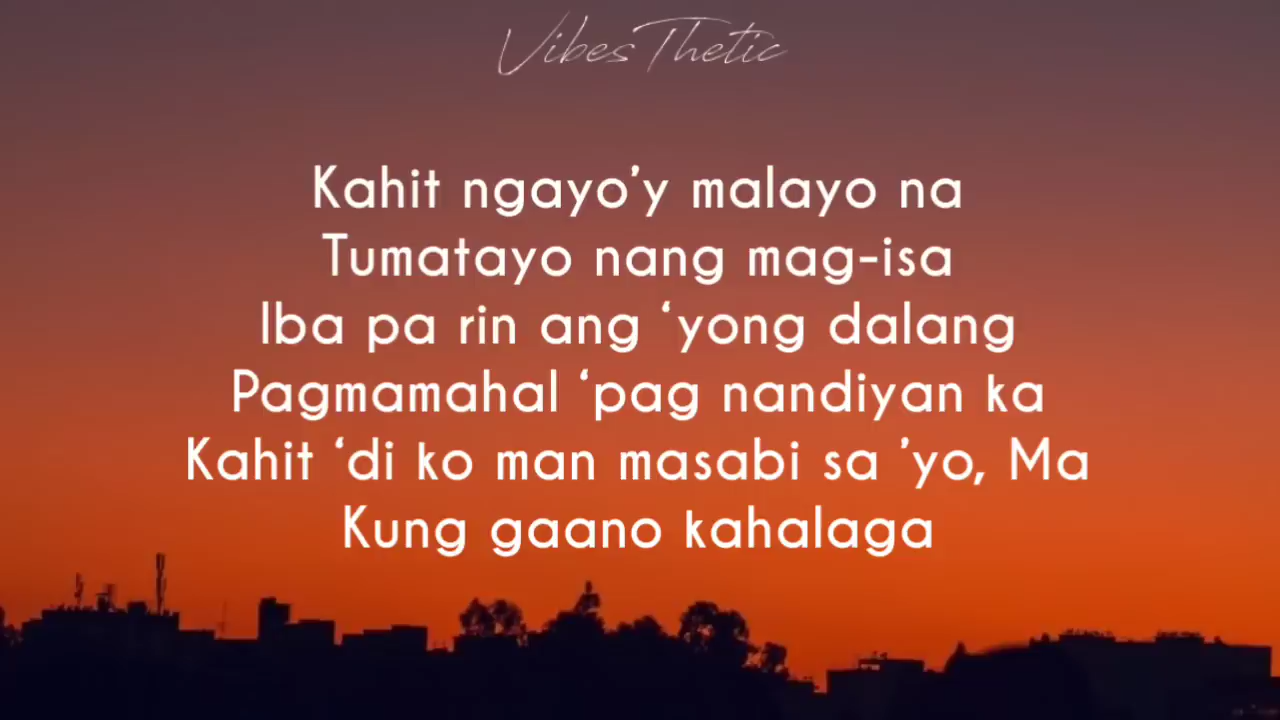 VibesThetic
Kahit ngayo’y malayo na
Tumatayo nang mag-isa
Iba pa rin ang ‘yong dalang
Pagmamahal ‘pag nandiyan ka
Kahit ‘di ko man masabi sa ’yo, Ma
Kung gaano kahalaga